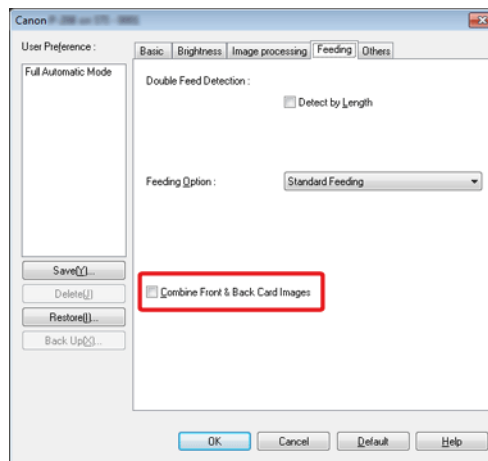 Canon
User Preference :
Full Automatic Mode
Save(Y)...
Delete(J)
Restore(I)...
Back Up(X)...
Basic Brightness Image processing Feeding Others
Double Feed Detection :
Detect by Length
Feeding Option : Standard Feeding
Combine Front & Back Card Images
OK Cancel Default Help